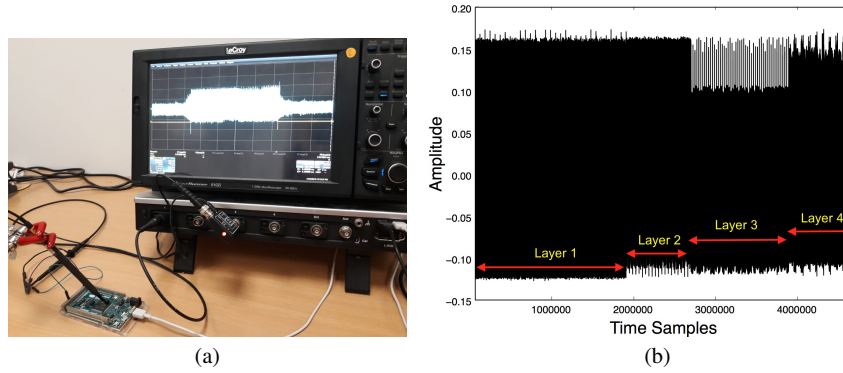 LeCroy
(a)
0.20
0.15
0.10
0.05
0.00
−0.05
−0.10
−0.15
Amplitude
Layer 1
Layer 2
Layer 3
Layer 4
1000000
2000000
3000000
4000000
Time Samples
(b)